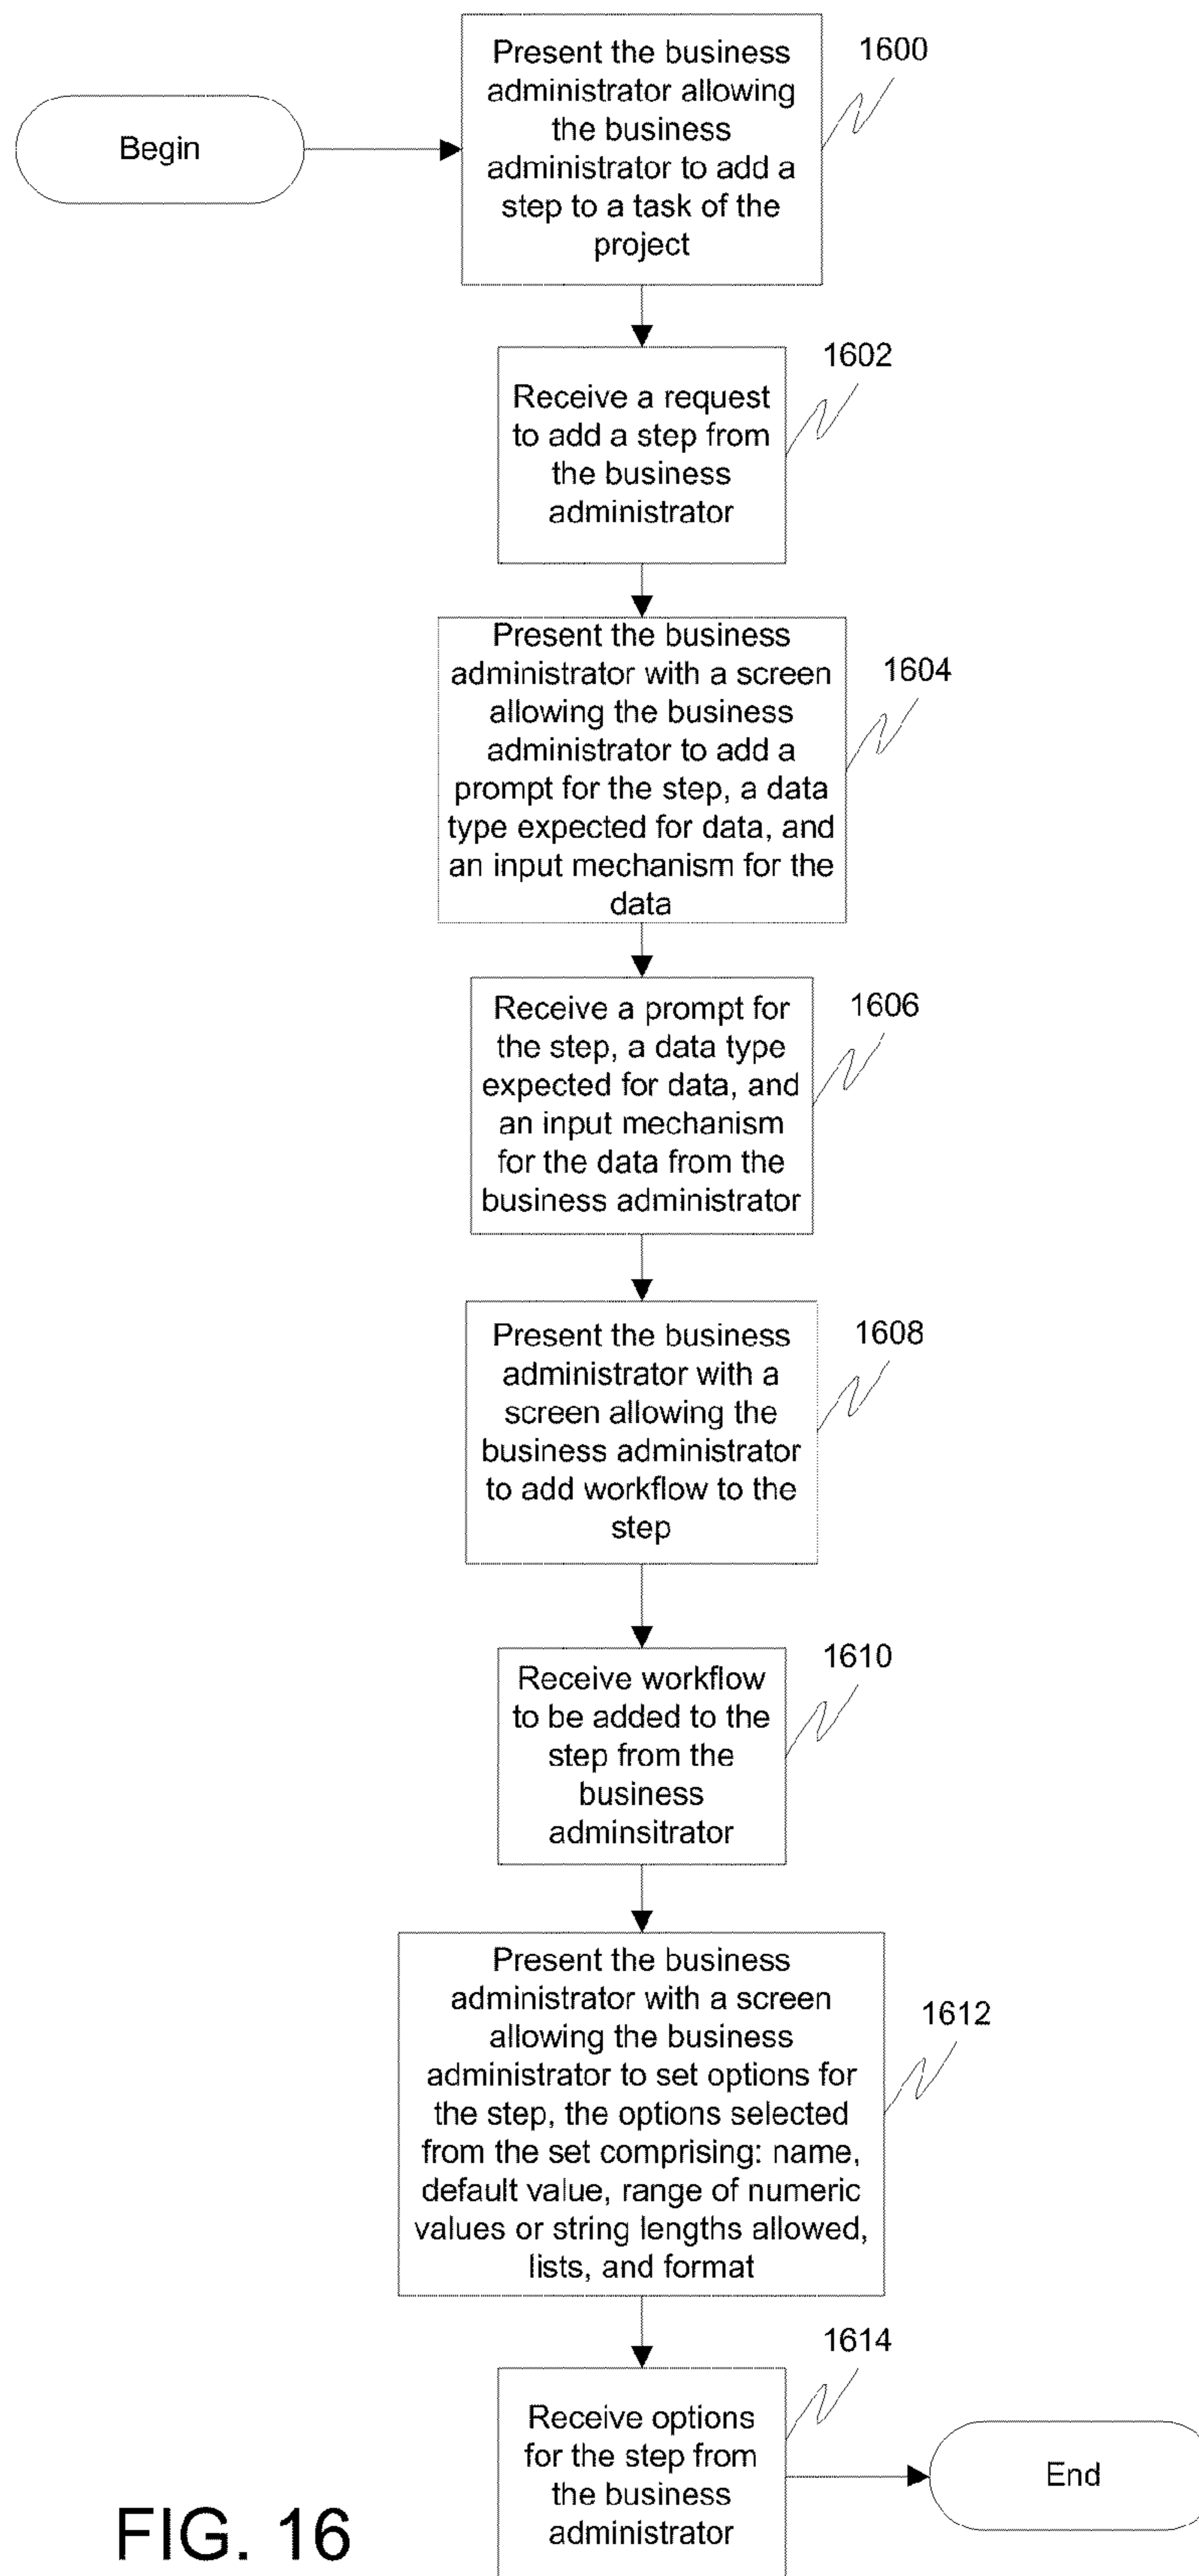 Begin
Present the business
administrator allowing
the business
administrator to add a
step to a task of the
project
1600
Receive a request
to add a step from
the business
administrator
1602
Present the business
administrator with a screen
allowing the business
administrator to add a
prompt for the step, a data
type expected for data, and
an input mechanism for the
data
1604
Receive a prompt for
the step, a data type
expected for data, and
an input mechanism
for the data from the
business administrator
1606
Present the business
administrator with a
screen allowing the
business administrator
to add workflow to the
step
1608
Receive workflow
to be added to the
step from the
business
adminsitrator
1610
Present the business
administrator with a screen
allowing the business
administrator to set options for
the step, the options selected
from the set comprising: name,
default value, range of numeric
values or string lengths allowed,
lists, and format
1612
Receive options
for the step from
the business
administrator
1614
End
FIG. 16